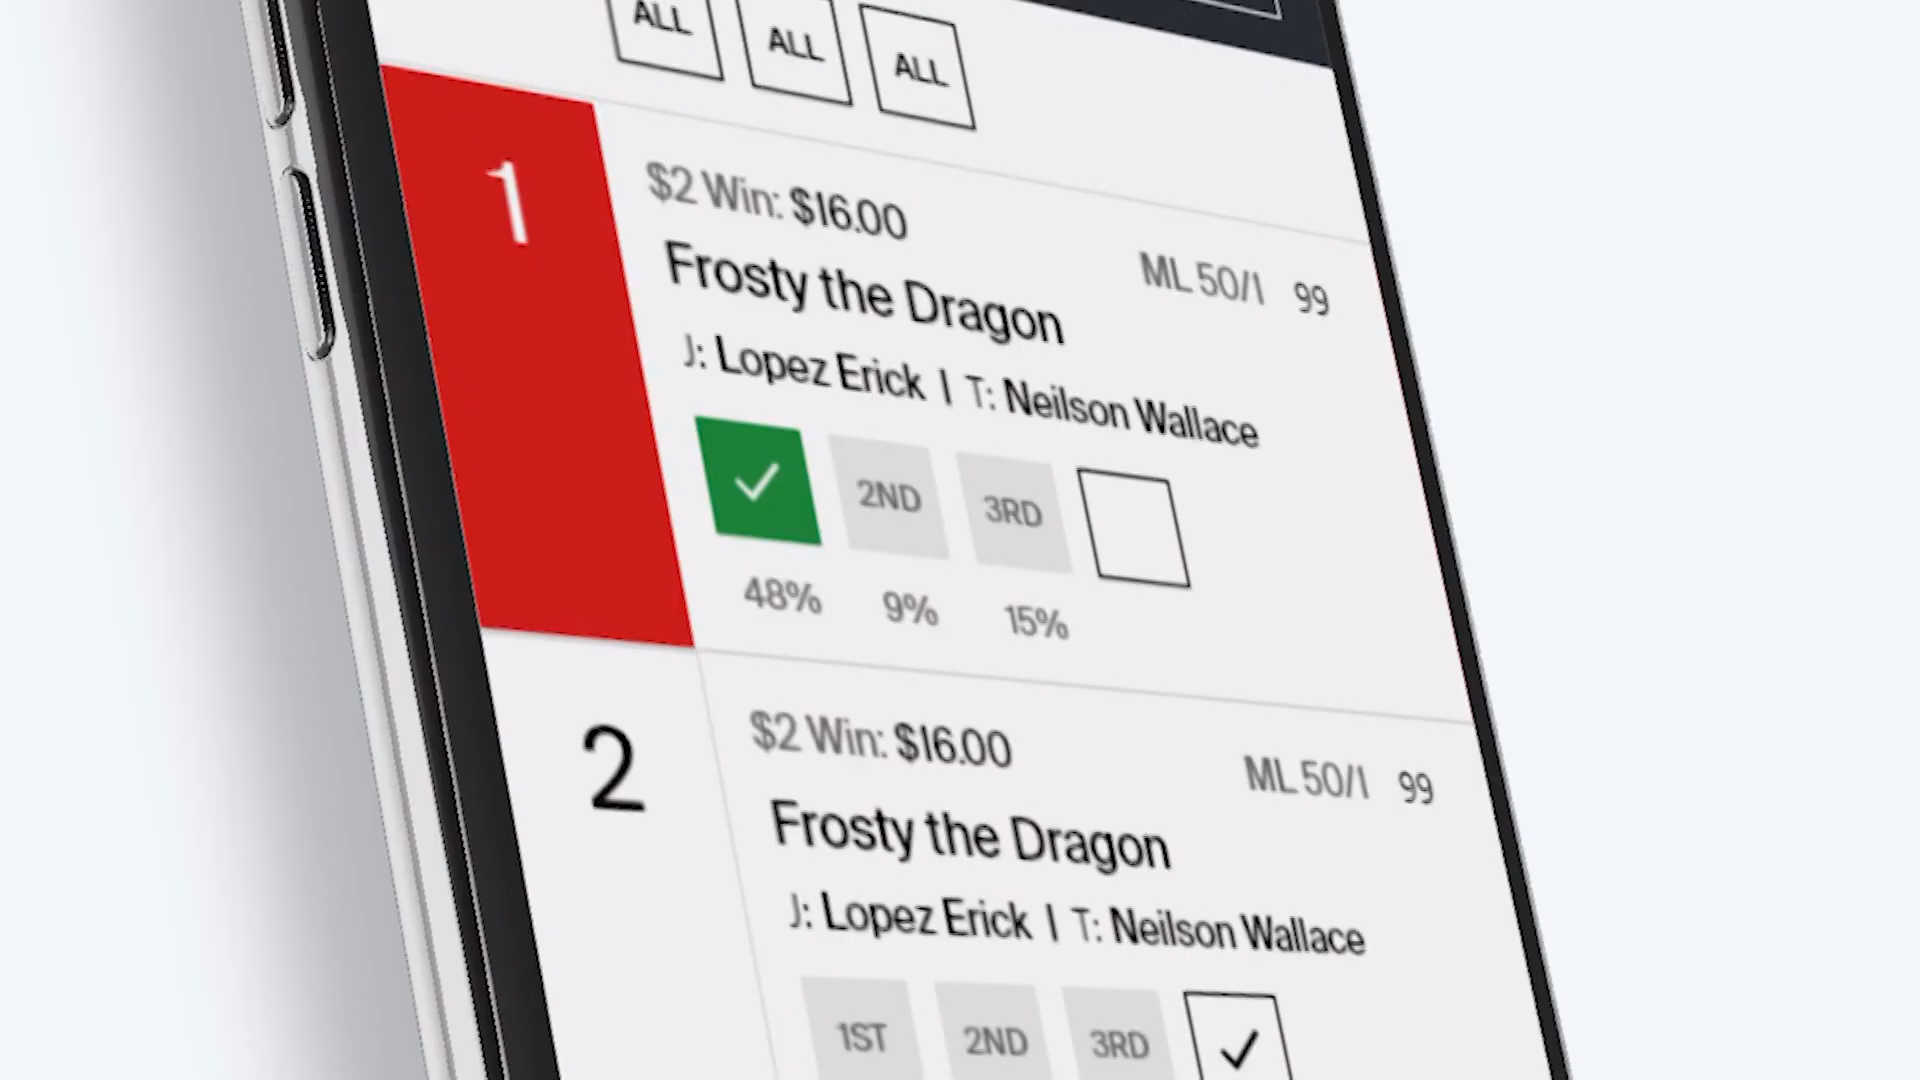 ALL ALL ALL
1
$2 Win: $16.00
ML 50/1 99
Frosty the Dragon
J: Lopez Erick | T: Neilson Wallace
2ND 3RD
48% 9% 15%
2
$2 Win: $16.00
ML 50/1 99
Frosty the Dragon
J: Lopez Erick | T: Neilson Wallace
1ST 2ND 3RD